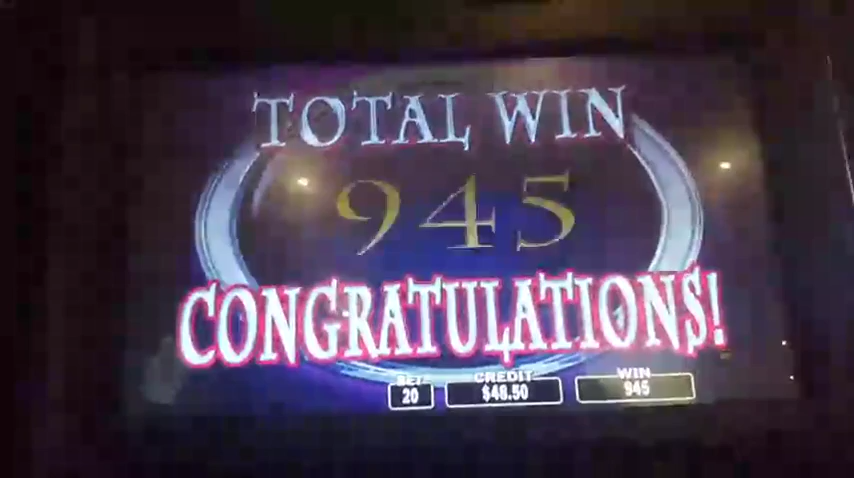 TOTAL WIN
945
CONGRATULATIONS!
BET CREDIT WIN
20 $48.50 945